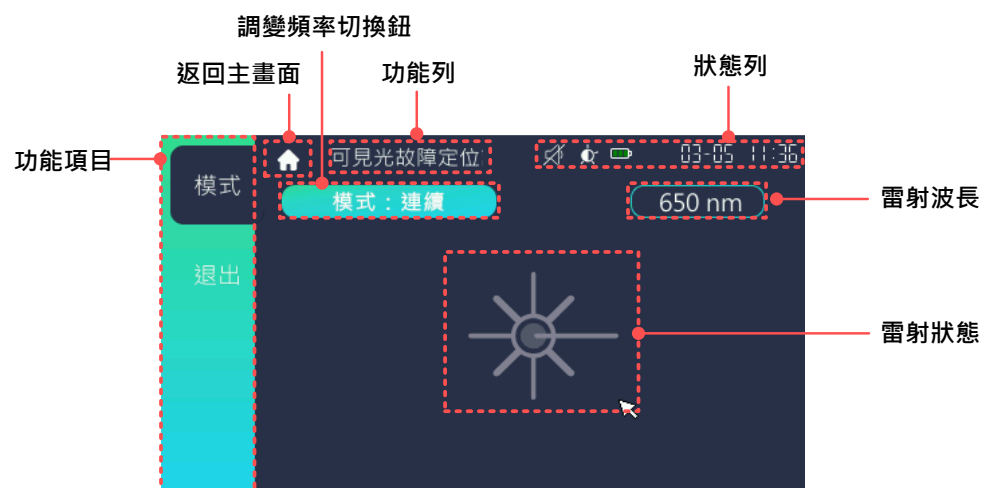 調變頻率切換鈕
返回主畫面
功能列
狀態列
功能項目
模式
可見光故障定位
03-05 11:36
模式：連續
650 nm
雷射波長
退出
雷射狀態